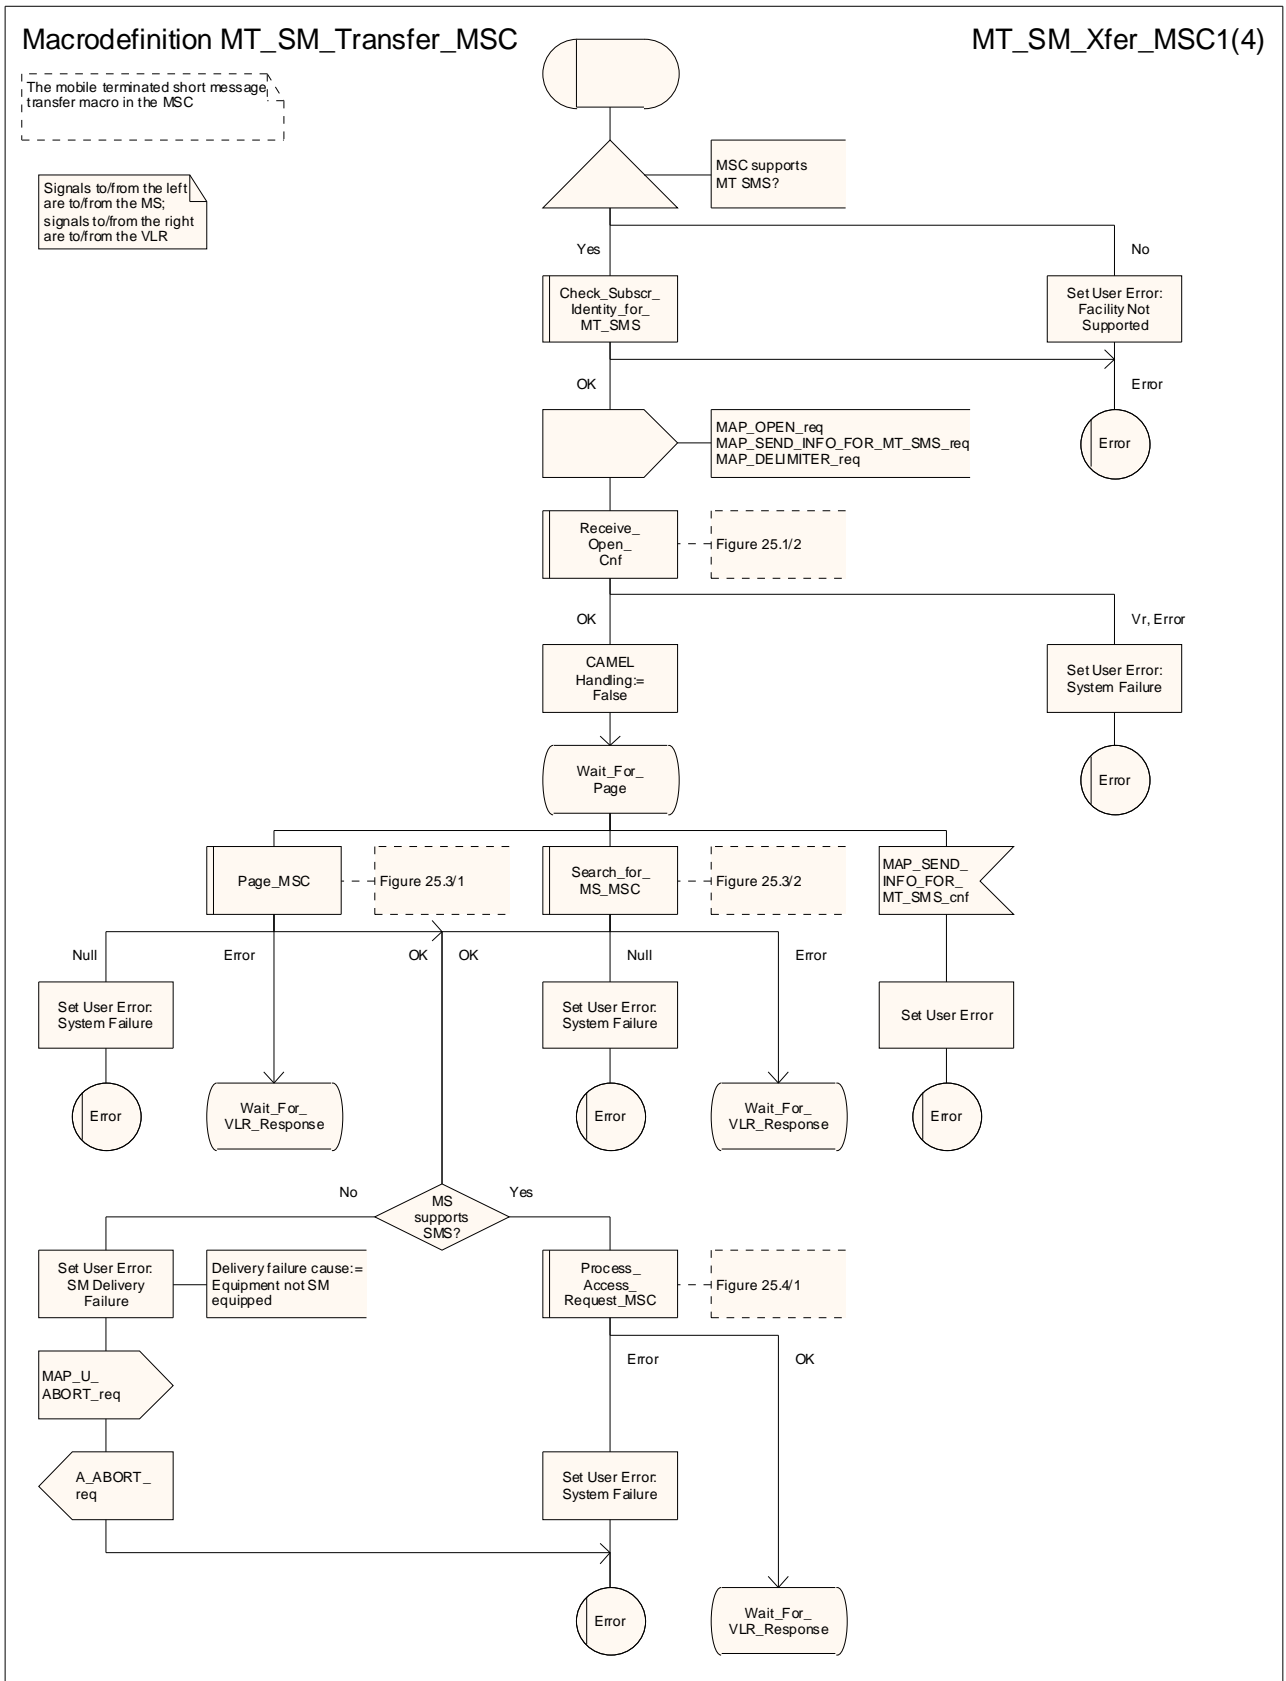 Macrodefinition MT_SM_Transfer_MSC
MT_SM_Xfer_MSC1(4)
The mobile terminated short message
transfer macro in the MSC
Signals to/from the left
are to/from the MS;
signals to/from the right
are to/from the VLR
MSC supports
MT SMS?
Yes
No
Check_Subscr_
Identity_for_
MT_SMS
Set User Error:
Facility Not
Supported
OK
Error
MAP_OPEN_req
MAP_SEND_INFO_FOR_MT_SMS_req
MAP_DELIMITER_req
Error
Receive_
Open_
Cnf
Figure 25.1/2
OK
Vr, Error
CAMEL
Handling:=
False
Set User Error:
System Failure
Wait_For_
Page
Error
Page_MSC
Figure 25.3/1
Search_for_
MS_MSC
Figure 25.3/2
MAP_SEND_
INFO_FOR_
MT_SMS_cnf
Null
Error
OK
OK
Null
Error
Set User Error:
System Failure
Set User Error:
System Failure
Set User Error
Error
Wait_For_
VLR_Response
Error
Wait_For_
VLR_Response
Error
No
MS
supports
SMS?
Yes
Set User Error:
SM Delivery
Failure
Delivery failure cause:=
Equipment not SM
equipped
Process_
Access_
Request_MSC
Figure 25.4/1
Error
OK
MAP_U_
ABORT_req
A_ABORT_
req
Set User Error:
System Failure
Error
Wait_For_
VLR_Response